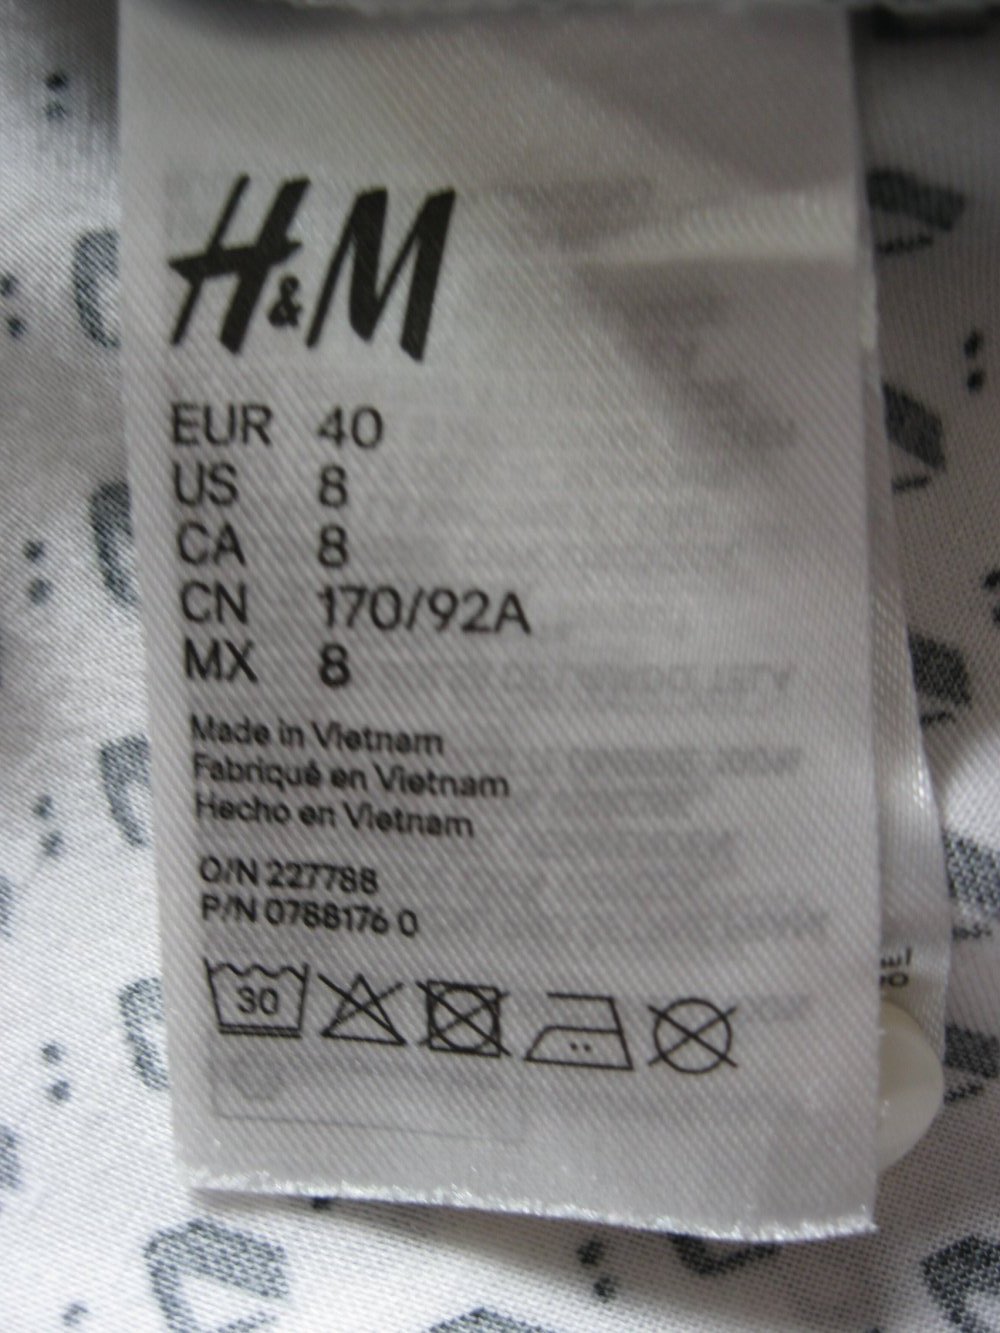 H&M
EUR 40
US 8
CA 8
CN 170/92A
MX 8
Made in Vietnam
Fabriqué en Vietnam
Hecho en Vietnam
O/N 227788
P/N 0788176 0
30